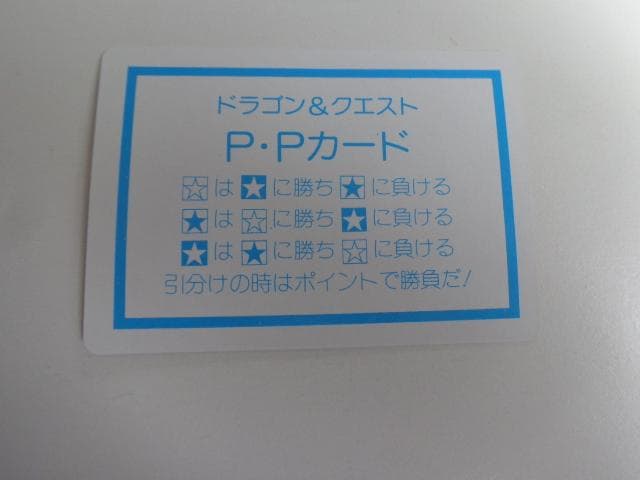 ドラゴン&クエスト
P・Pカード
☆は★に勝ち★に負ける
★は☆に勝ち★に負ける
★は★に勝ち☆に負ける
引分けの時はポイントで勝負だ!